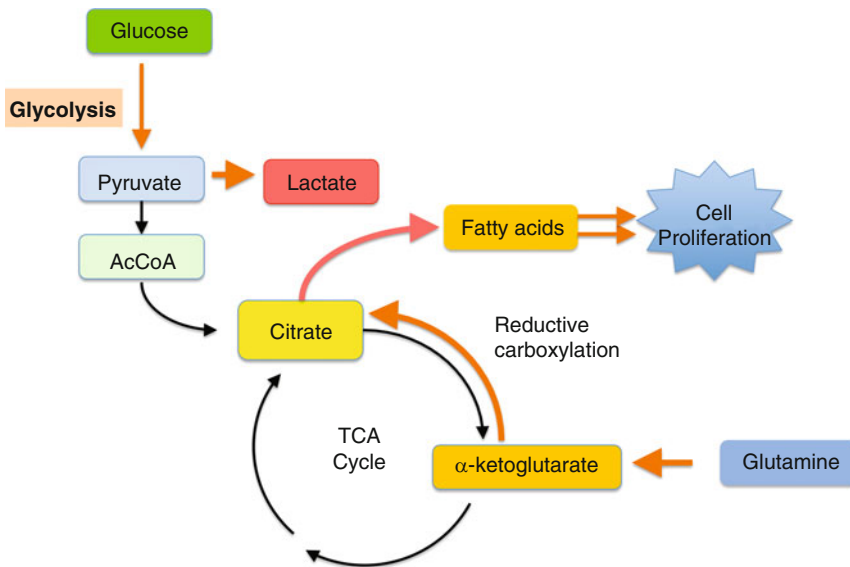 Glucose
Glycolysis
Pyruvate
Lactate
AcCoA
Fatty acids
Cell
Proliferation
Citrate
Reductive
carboxylation
TCA
Cycle
α-ketoglutarate
Glutamine